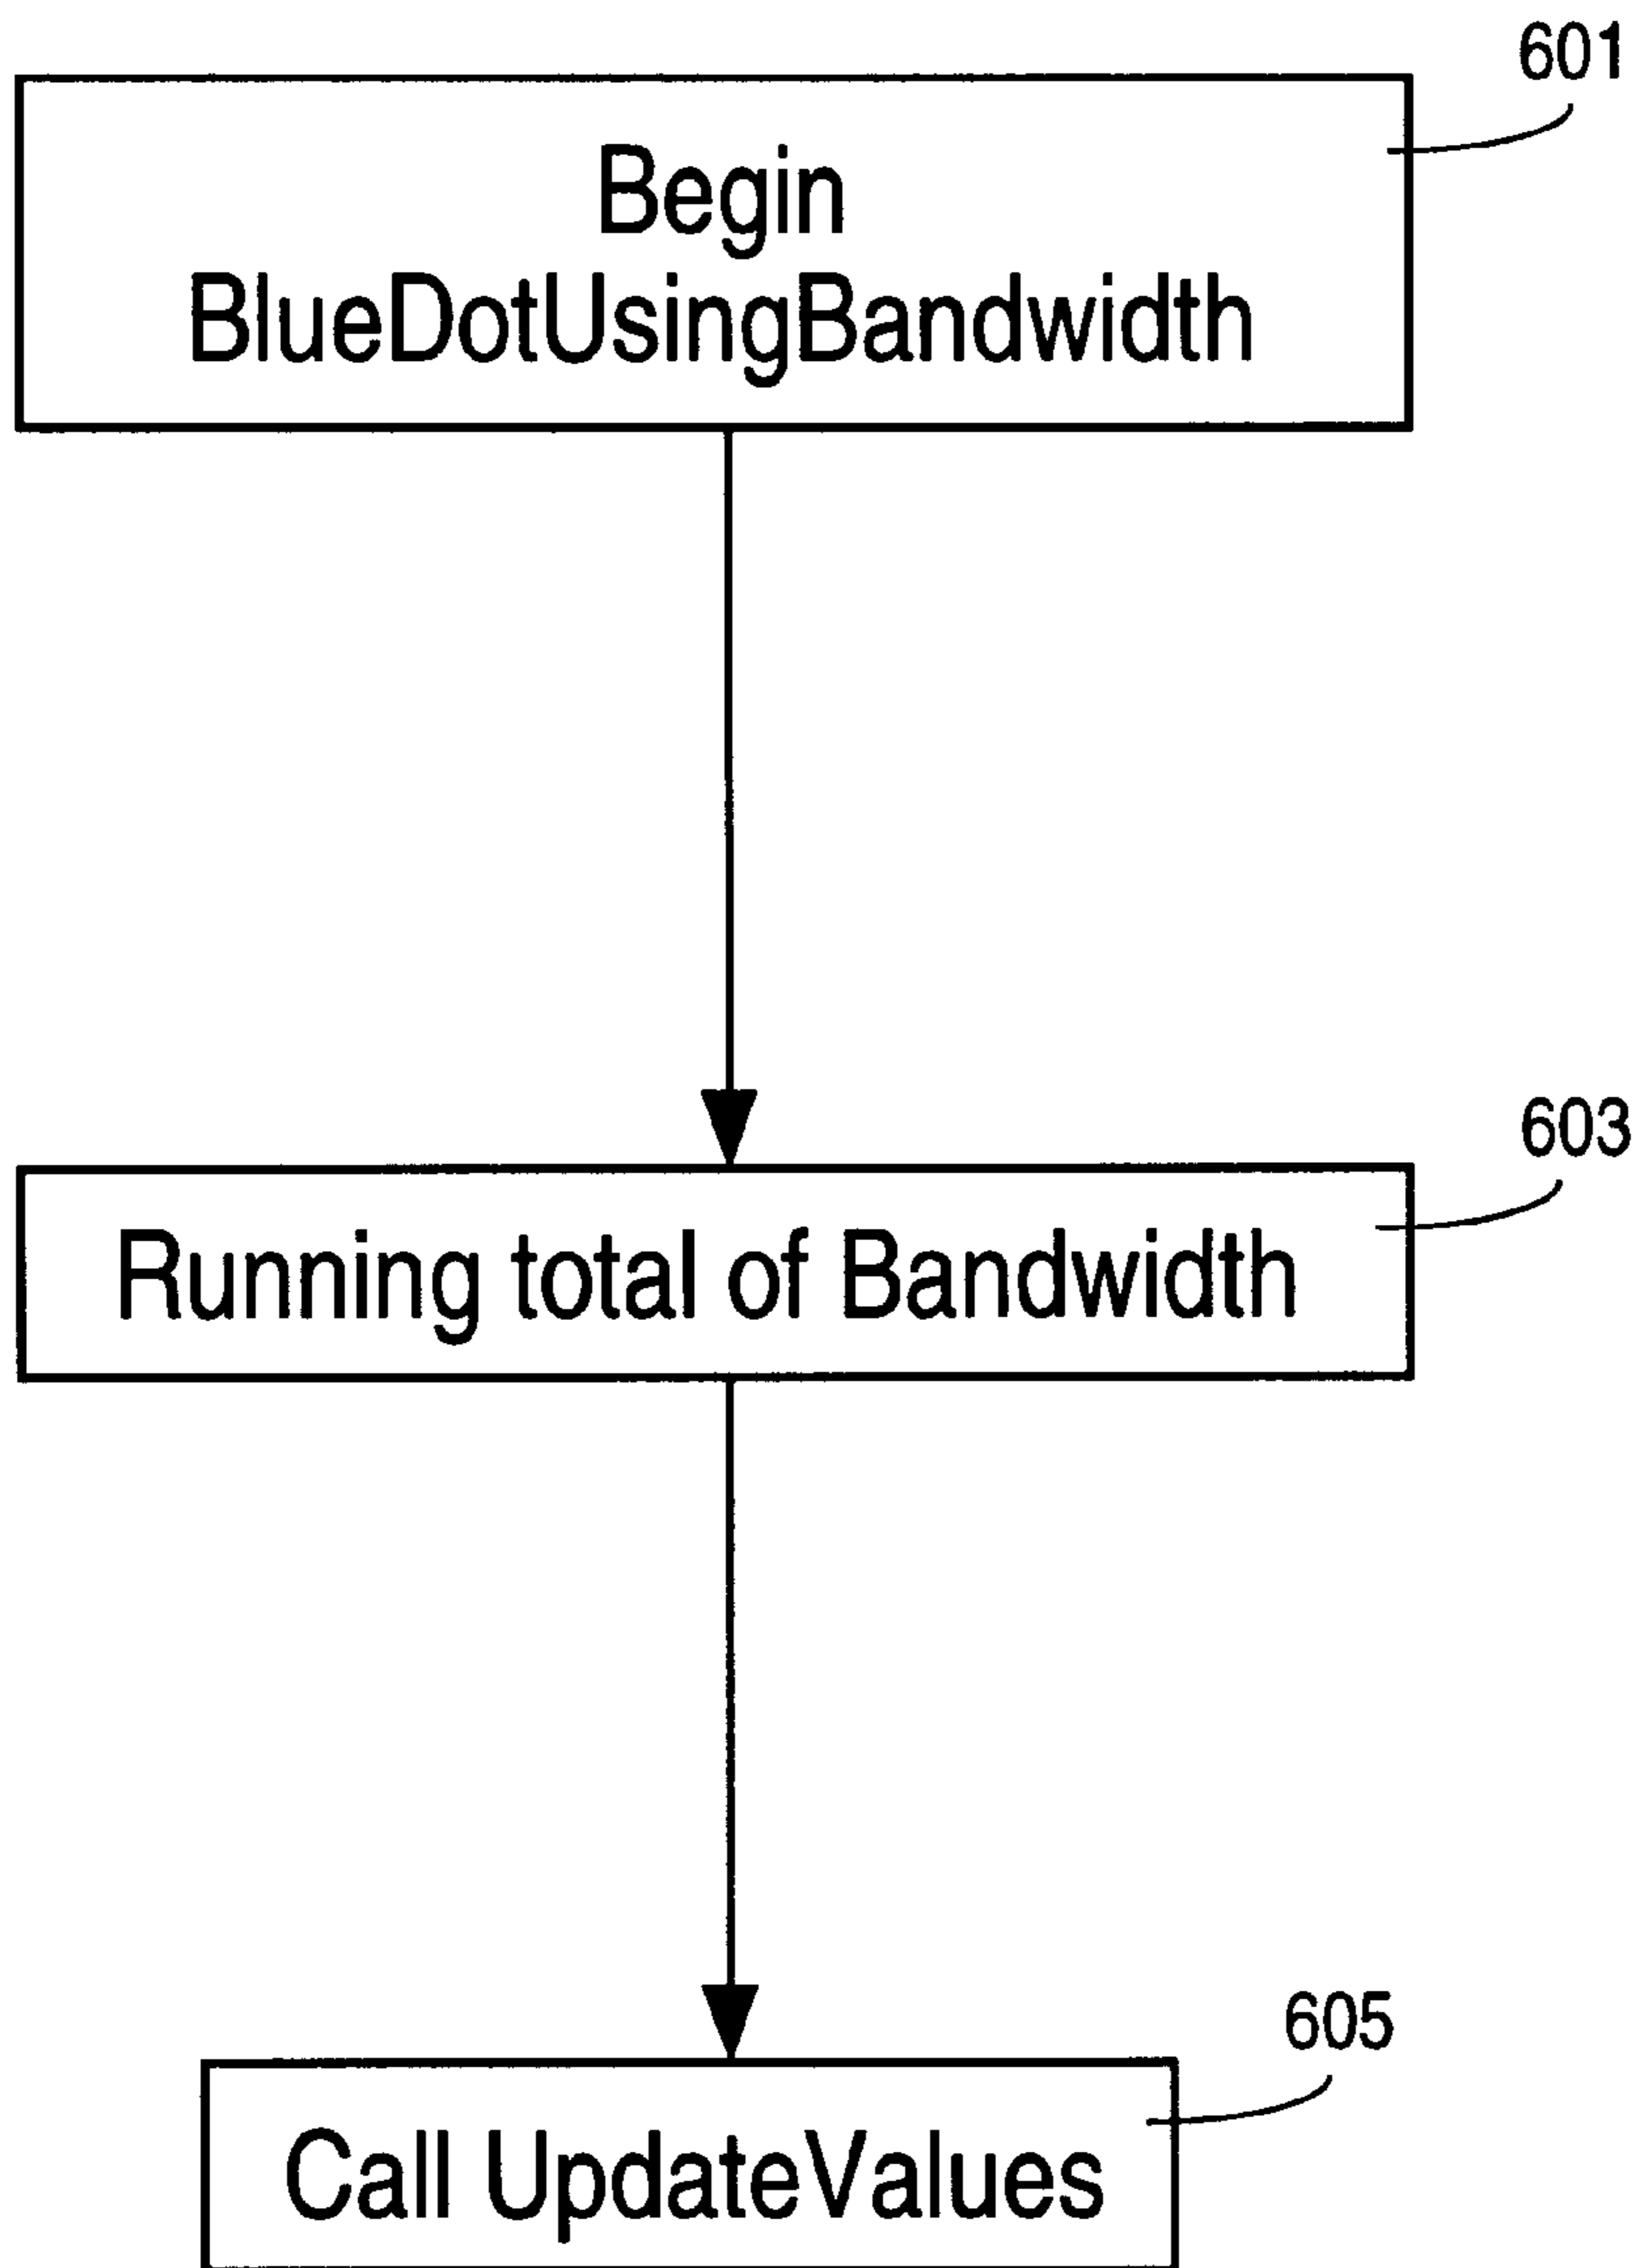 601
Begin
BlueDotUsingBandwidth
603
Running total of Bandwidth
605
Call UpdateValues